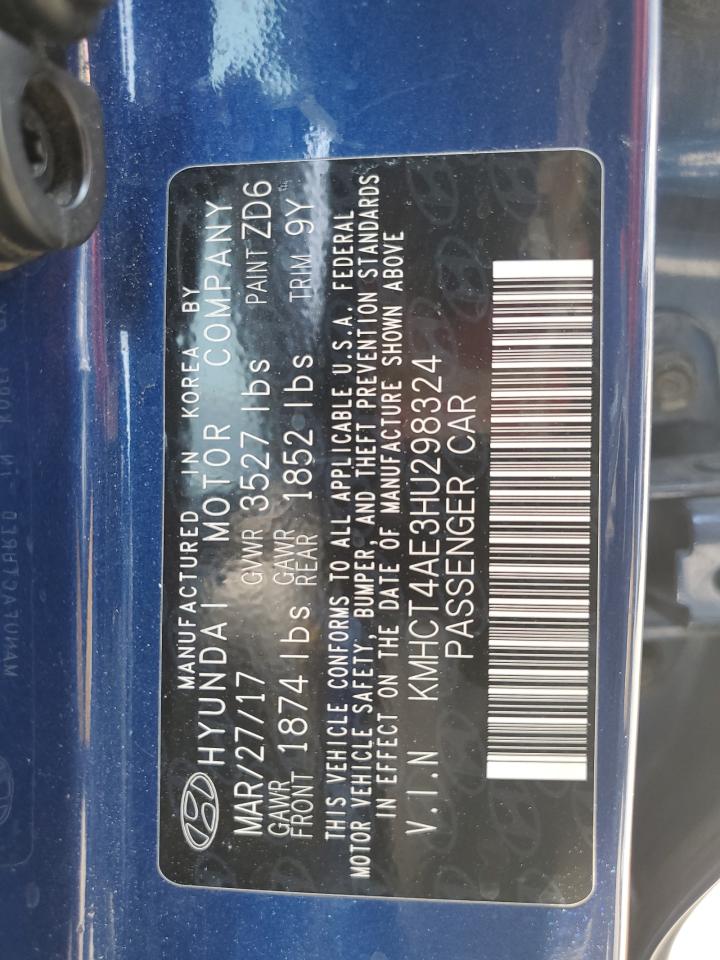 MANUFACTURED IN KOREA BY
HYUNDAI MOTOR COMPANY
MAR/27/17 GVWR 3527 lbs PAINT ZD6
GAWR FRONT 1874 lbs GAWR REAR 1852 lbs TRIM 9Y
THIS VEHICLE CONFORMS TO ALL APPLICABLE U.S.A. FEDERAL
MOTOR VEHICLE SAFETY, BUMPER, AND THEFT PREVENTION STANDARDS
IN EFFECT ON THE DATE OF MANUFACTURE SHOWN ABOVE
V.I.N KMHCT4AE3HU298324
PASSENGER CAR